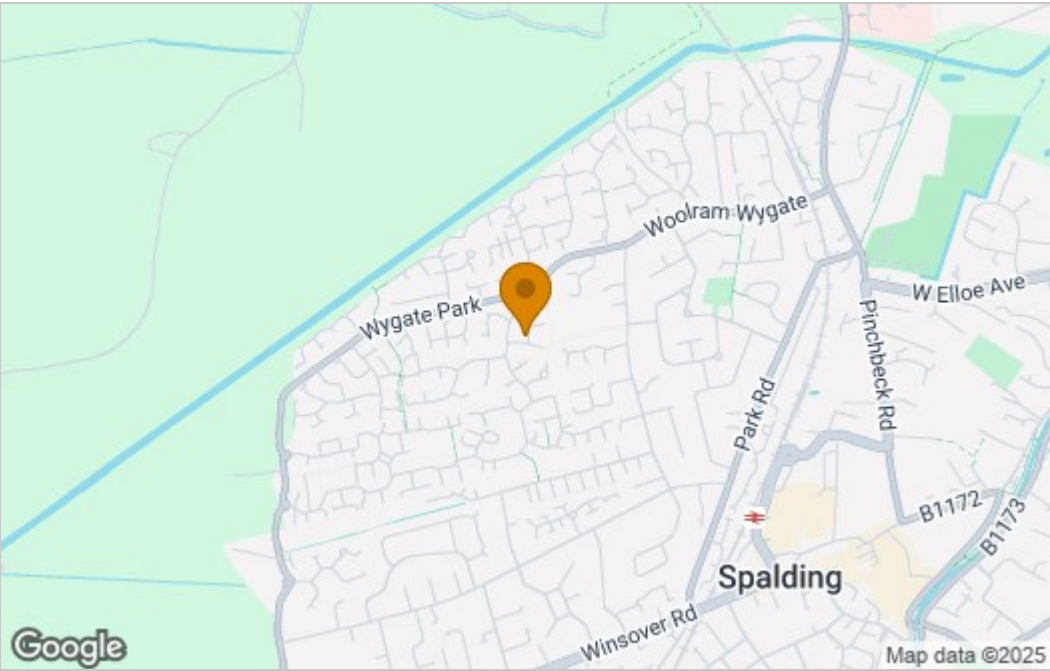 Woolram Wygate
Wygate Park
W Elloe Ave
Pinchbeck Rd
Park Rd
B1172
B1173
Spalding
Winsover Rd
Google
Map data ©2025